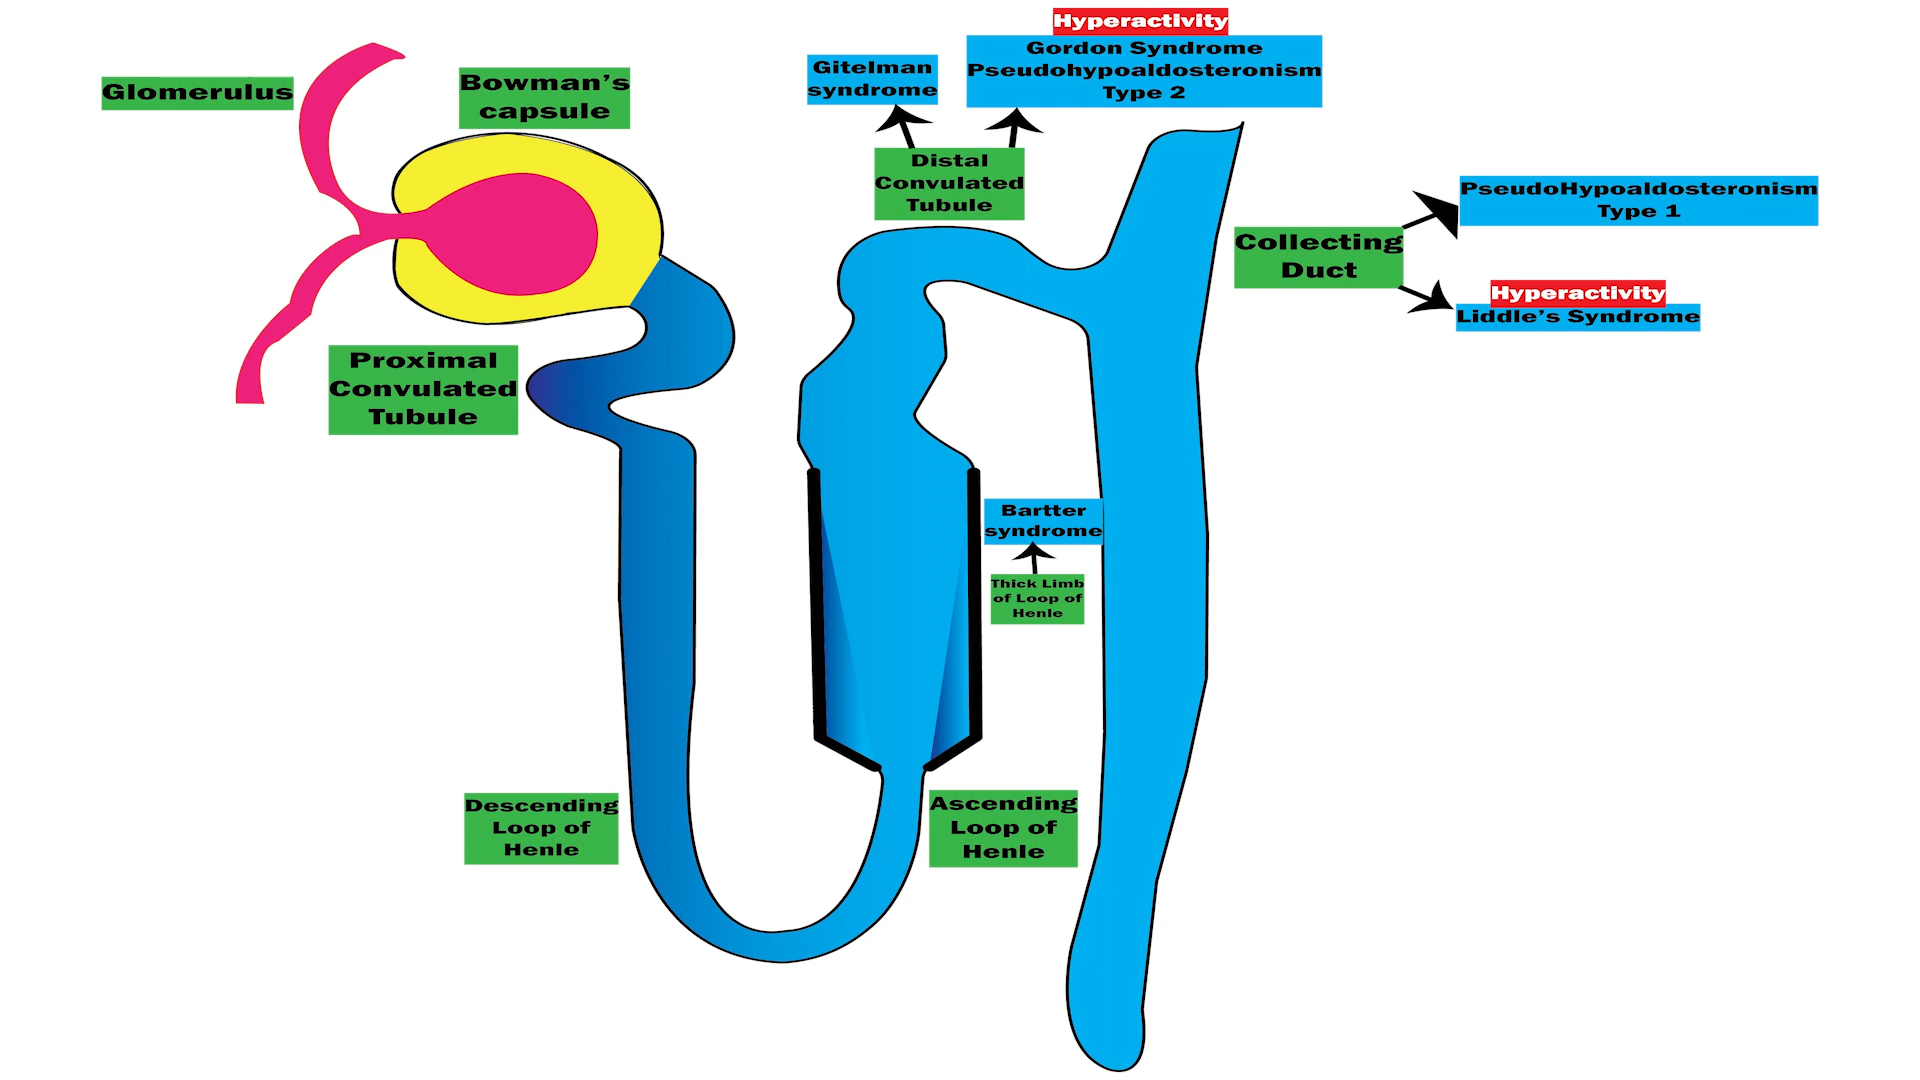 Hyperactivity
Gordon Syndrome
Pseudohypoaldosteronism
Type 2
Gitelman
syndrome
Glomerulus
Bowman's
capsule
Distal
Convulated
Tubule
PseudoHypoaldosteronism
Type 1
Collecting
Duct
Hyperactivity
Liddle's Syndrome
Proximal
Convulated
Tubule
Bartter
syndrome
Thick Limb
of Loop of
Henle
Descending
Loop of
Henle
Ascending
Loop of
Henle